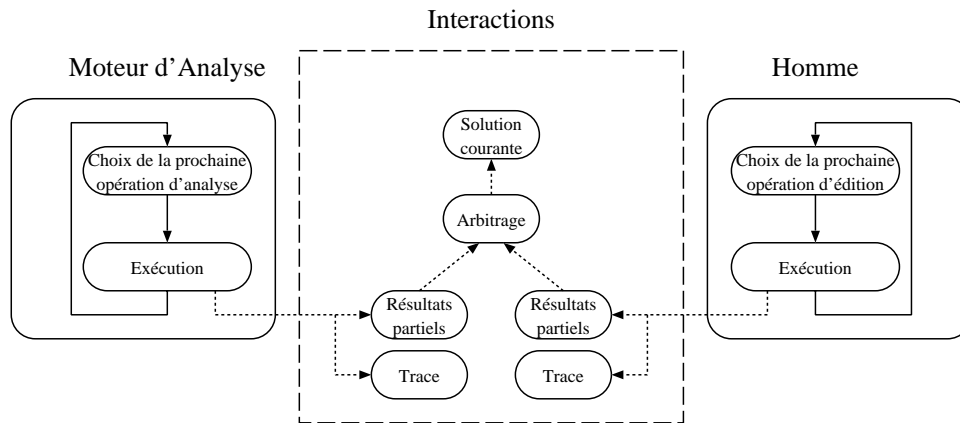 Interactions
Moteur d'Analyse
Homme
Choix de la prochaine
opération d'analyse
Exécution
Solution
courante
Arbitrage
Résultats
partiels
Trace
Résultats
partiels
Trace
Choix de la prochaine
opération d'édition
Exécution